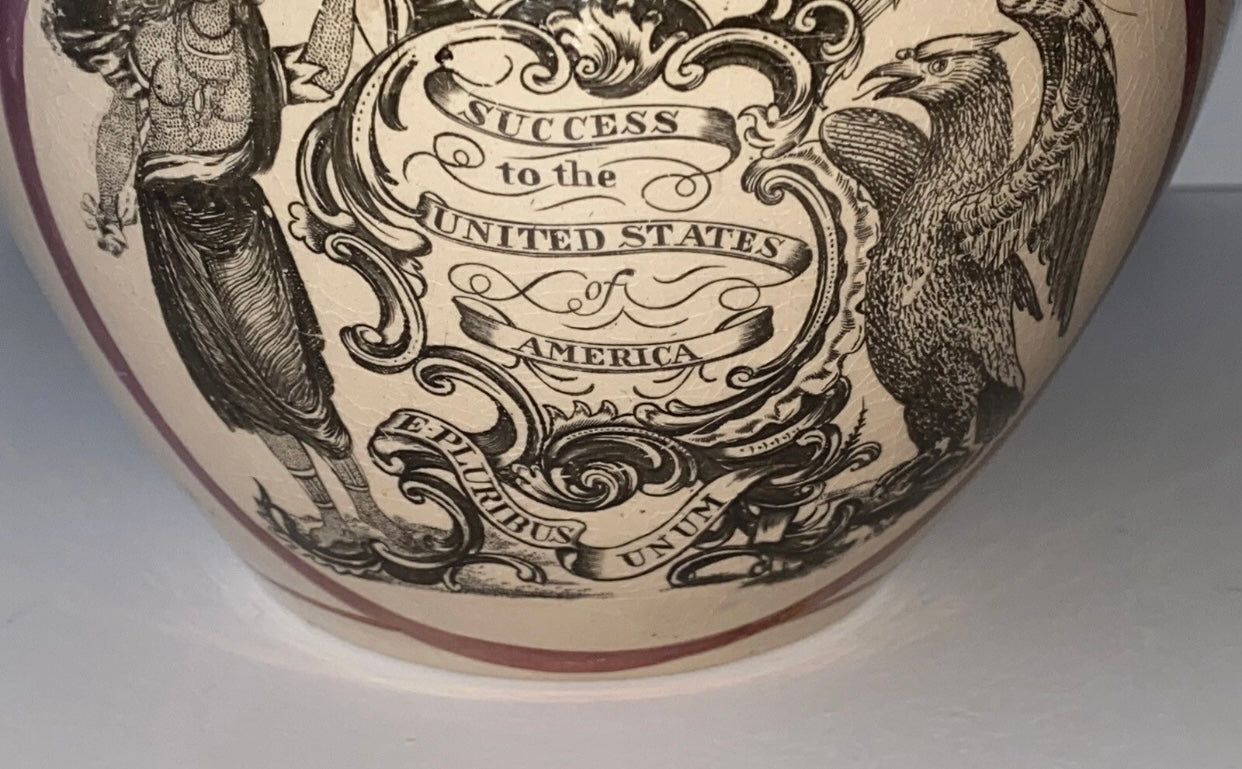 SUCCESS
to the
UNITED STATES
of
AMERICA
E·PLURIBUS
UNUM